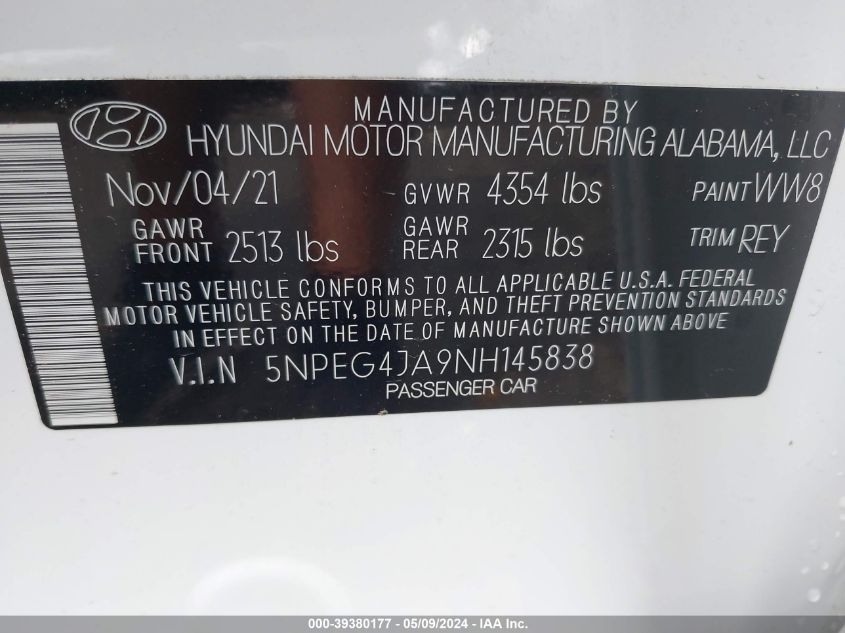 MANUFACTURED BY
HYUNDAI MOTOR MANUFACTURING ALABAMA, LLC
Nov/04/21 GVWR 4354 lbs PAINT WW8
GAWR FRONT 2513 lbs GAWR REAR 2315 lbs TRIM REY
THIS VEHICLE CONFORMS TO ALL APPLICABLE U.S.A. FEDERAL
MOTOR VEHICLE SAFETY, BUMPER, AND THEFT PREVENTION STANDARDS
IN EFFECT ON THE DATE OF MANUFACTURE SHOWN ABOVE
V.I.N 5NPEG4JA9NH145838
PASSENGER CAR
000-39380177 - 05/09/2024 - IAA Inc.